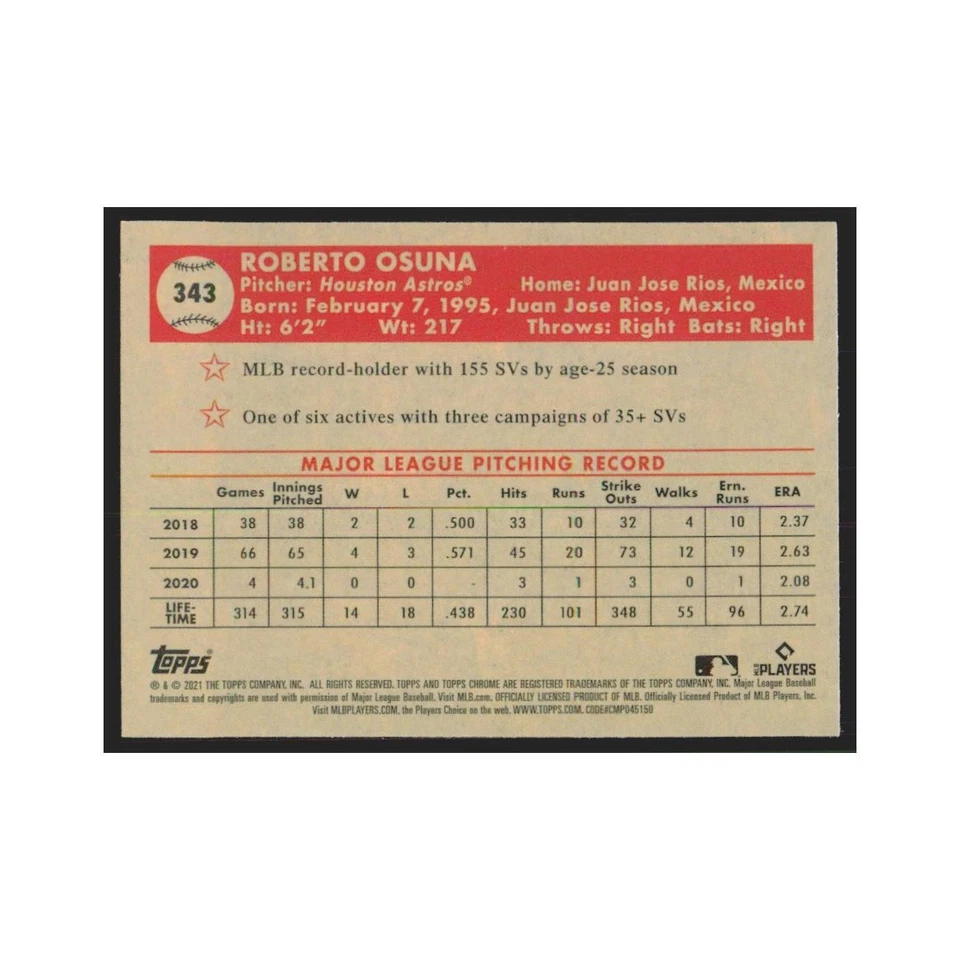 343
ROBERTO OSUNA
Pitcher: Houston Astros® Home: Juan Jose Rios, Mexico
Born: February 7, 1995, Juan Jose Rios, Mexico
Ht: 6'2" Wt: 217 Throws: Right Bats: Right
MLB record-holder with 155 SVs by age-25 season
One of six actives with three campaigns of 35+ SVs
MAJOR LEAGUE PITCHING RECORD
Games Innings Pitched W L Pct. Hits Runs Strike Outs Walks Ern. Runs ERA
2018 38 38 2 2 .500 33 10 32 4 10 2.37
2019 66 65 4 3 .571 45 20 73 12 19 2.63
2020 4 4.1 0 0 - 3 1 3 0 1 2.08
LIFE-TIME 314 315 14 18 .438 230 101 348 55 96 2.74
Topps® MLB PLAYERS
® & © 2021 THE TOPPS COMPANY, INC. ALL RIGHTS RESERVED. TOPPS AND TOPPS CHROME ARE REGISTERED TRADEMARKS OF THE TOPPS COMPANY, INC. Major League Baseball
trademarks and copyrights are used with permission of Major League Baseball. Visit MLB.com. OFFICIALLY LICENSED PRODUCT OF MLB. Officially Licensed Product of MLB Players, Inc.
Visit MLBPLAYERS.COM, the Players Choice on the web. WWW.TOPPS.COM. CODE#CMP045150